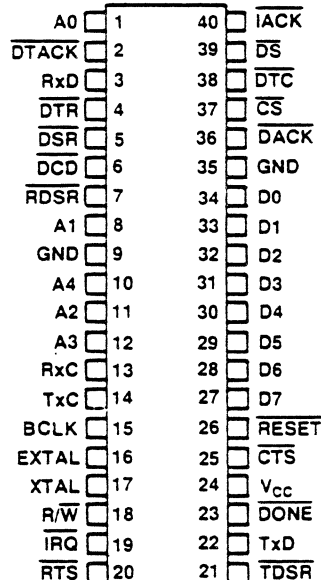 A0 1 40 IACK
DTACK 2 39 DS
RxD 3 38 DTC
DTR 4 37 CS
DSR 5 36 DACK
DCD 6 35 GND
RDSR 7 34 D0
A1 8 33 D1
GND 9 32 D2
A4 10 31 D3
A2 11 30 D4
A3 12 29 D5
RxC 13 28 D6
TxC 14 27 D7
BCLK 15 26 RESET
EXTAL 16 25 CTS
XTAL 17 24 VCC
R/W 18 23 DONE
IRQ 19 22 TxD
RTS 20 21 TDSR